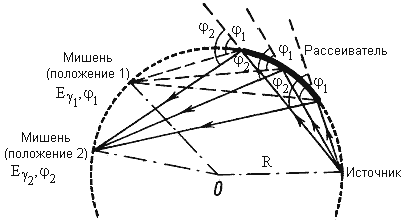 φ₂
φ₁
φ₁
Рассеиватель
Мишень
(положение 1)
φ₂
φ₂
φ₁
Eγ₁,φ₁
Мишень
(положение 2)
Eγ₂,φ₂
R
Источник
0